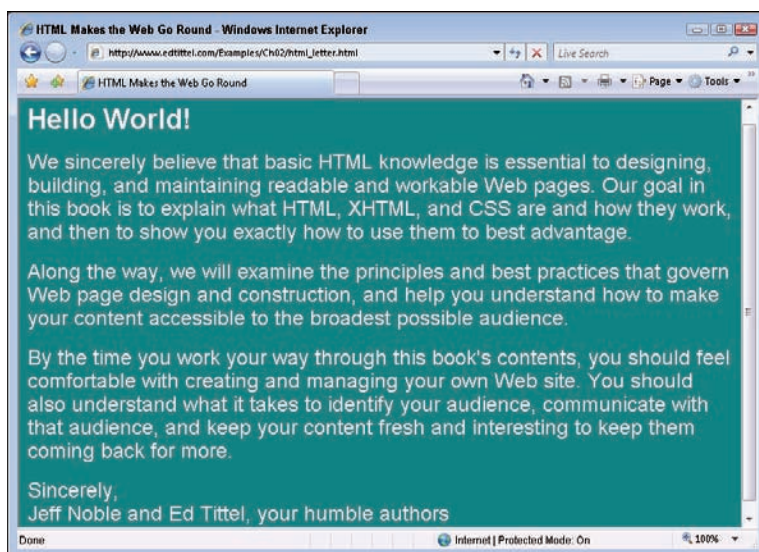 HTML Makes the Web Go Round - Windows Internet Explorer
http://www.edtittel.com/Examples/Ch02/html_letter.html
Live Search
HTML Makes the Web Go Round
Page
Tools
Hello World!
We sincerely believe that basic HTML knowledge is essential to designing,
building, and maintaining readable and workable Web pages. Our goal in
this book is to explain what HTML, XHTML, and CSS are and how they work,
and then to show you exactly how to use them to best advantage.
Along the way, we will examine the principles and best practices that govern
Web page design and construction, and help you understand how to make
your content accessible to the broadest possible audience.
By the time you work your way through this book's contents, you should feel
comfortable with creating and managing your own Web site. You should
also understand what it takes to identify your audience, communicate with
that audience, and keep your content fresh and interesting to keep them
coming back for more.
Sincerely,
Jeff Noble and Ed Tittel, your humble authors
Done
Internet | Protected Mode: On
100%